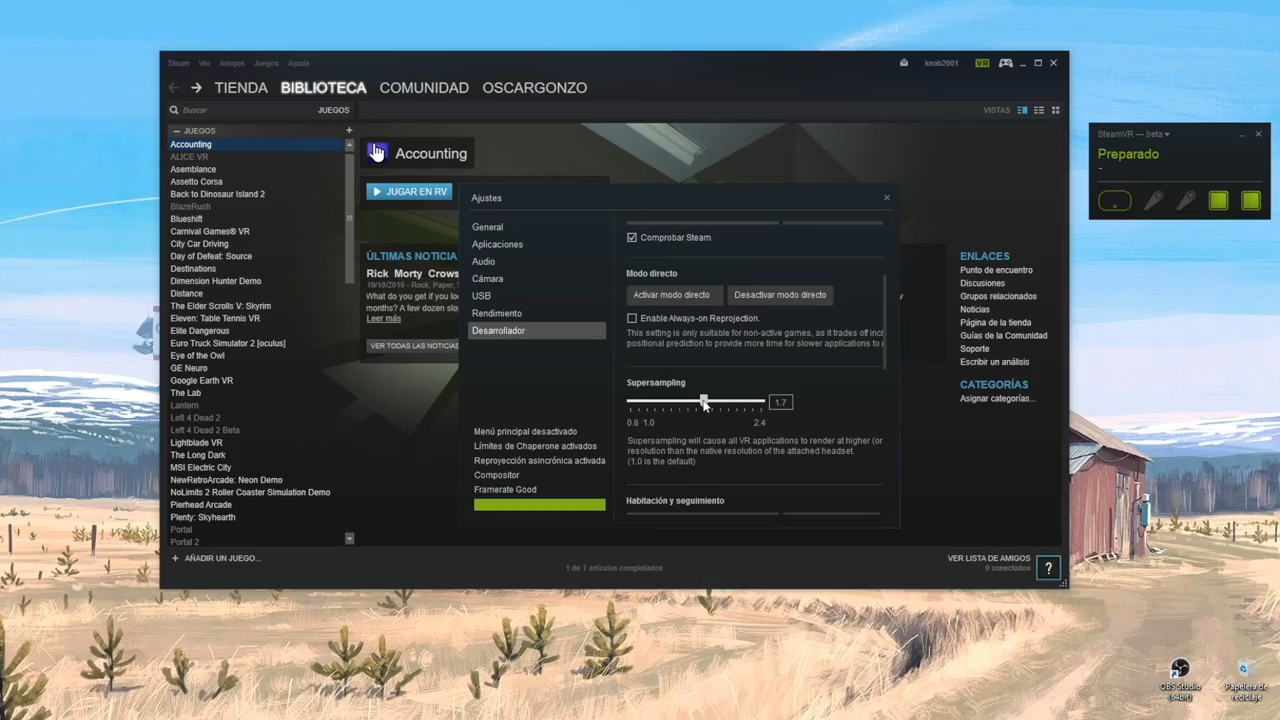 Steam Ver Amigos Juegos Ayuda
knob2001 VR
TIENDA BIBLIOTECA COMUNIDAD OSCARGONZO
Buscar JUEGOS
VISTAS
JUEGOS
Accounting
ALICE VR
Asemblance
Assetto Corsa
Back to Dinosaur Island 2
BlazeRush
Blueshift
Carnival Games® VR
City Car Driving
Day of Defeat: Source
Destinations
Dimension Hunter Demo
Distance
The Elder Scrolls V: Skyrim
Eleven: Table Tennis VR
Elite Dangerous
Euro Truck Simulator 2 [oculus]
Eye of the Owl
GE Neuro
Google Earth VR
The Lab
Lantern
Left 4 Dead 2
Left 4 Dead 2 Beta
Lightblade VR
The Long Dark
MSI Electric City
NewRetroArcade: Neon Demo
NoLimits 2 Roller Coaster Simulation Demo
Pierhead Arcade
Plenty: Skyhearth
Portal
Portal 2
AÑADIR UN JUEGO...
Accounting
JUGAR EN RV
ÚLTIMAS NOTICIA
Rick Morty Crows
19/10/2016 - Rock, Paper, S
What do you get if you lo
months? A few dozen slop
Leer más
VER TODAS LAS NOTICIAS
Ajustes
General
Aplicaciones
Audio
Cámara
USB
Rendimiento
Desarrollador
Menú principal desactivado
Límites de Chaperone activados
Reproyección asincrónica activada
Compositor
Framerate Good
Comprobar Steam
Modo directo
Activar modo directo Desactivar modo directo
Enable Always-on Reprojection.
This setting is only suitable for non-active games, as it trades off incr
positional prediction to provide more time for slower applications to r
Supersampling
1.7
0.8 1.0 2.4
Supersampling will cause all VR applications to render at higher (or
resolution than the native resolution of the attached headset.
(1.0 is the default)
Habitación y seguimiento
ENLACES
Punto de encuentro
Discusiones
Grupos relacionados
Noticias
Página de la tienda
Guías de la Comunidad
Soporte
Escribir un análisis
CATEGORÍAS
Asignar categorías...
1 de 1 artículos completados
VER LISTA DE AMIGOS
0 conectados
?
SteamVR — beta
Preparado
-
OBS Studio
(64bit)
Papelera de
reciclaje